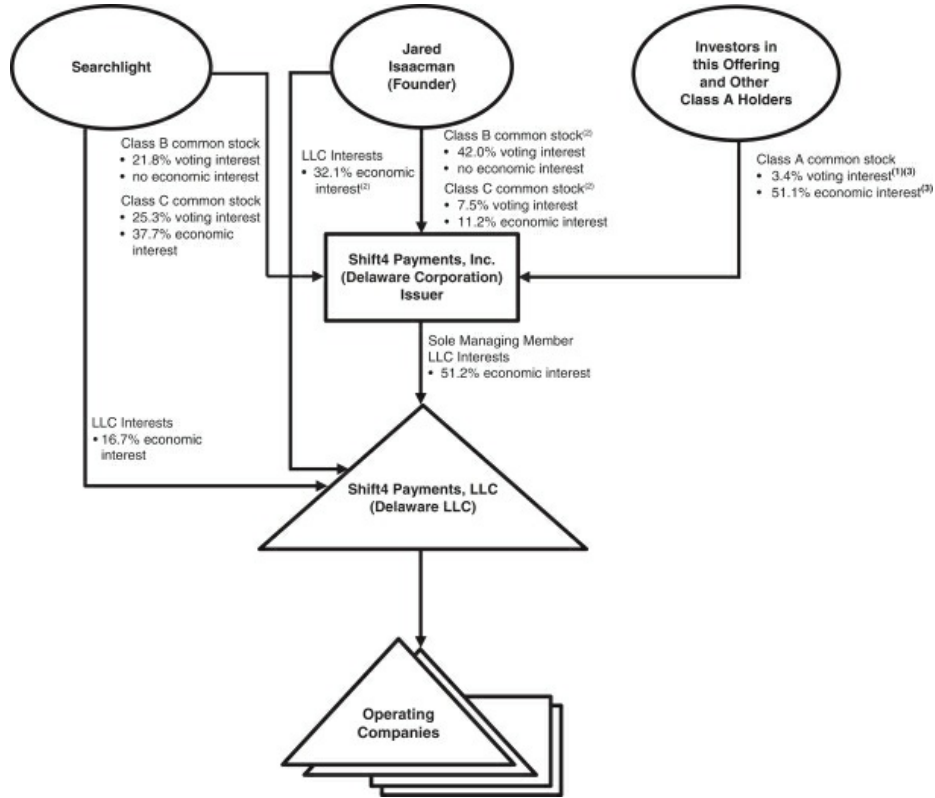 Searchlight
Jared
Isaacman
(Founder)
Investors in
this Offering
and Other
Class A Holders
Class B common stock
• 21.8% voting interest
• no economic interest
Class C common stock
• 25.3% voting interest
• 37.7% economic
interest
LLC Interests
• 32.1% economic
interest(2)
Class B common stock(2)
• 42.0% voting interest
• no economic interest
Class C common stock(2)
• 7.5% voting interest
• 11.2% economic interest
Class A common stock
• 3.4% voting interest(1)(3)
• 51.1% economic interest(3)
Shift4 Payments, Inc.
(Delaware Corporation)
Issuer
Sole Managing Member
LLC Interests
• 51.2% economic interest
LLC Interests
• 16.7% economic
interest
Shift4 Payments, LLC
(Delaware LLC)
Operating
Companies